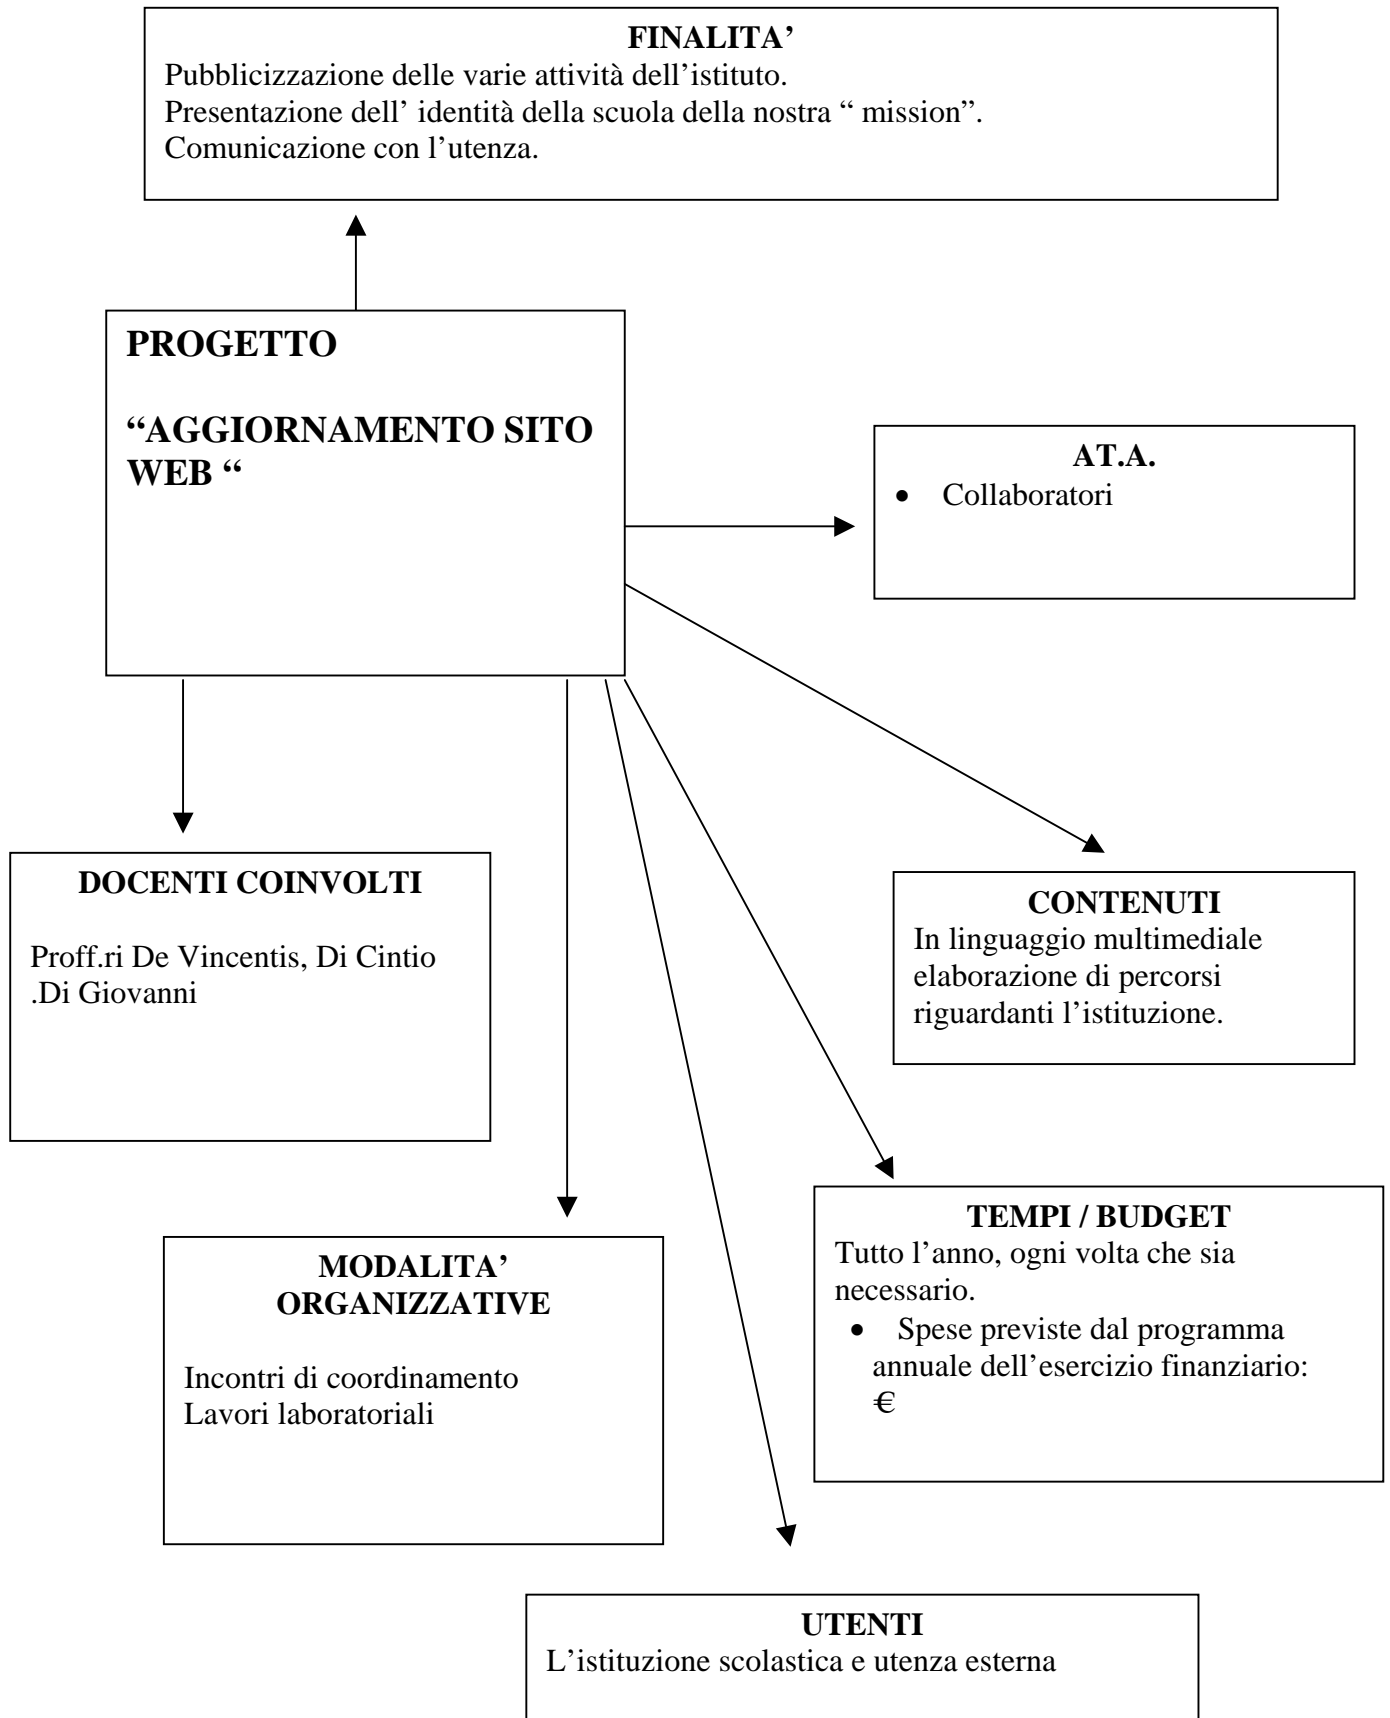 FINALITA’
Pubblicizzazione delle varie attività dell’istituto.
Presentazione dell’ identità della scuola della nostra “ mission”.
Comunicazione con l’utenza.
PROGETTO
“AGGIORNAMENTO SITO
WEB “
AT.A.
• Collaboratori
DOCENTI COINVOLTI
Proff.ri De Vincentis, Di Cintio
.Di Giovanni
CONTENUTI
In linguaggio multimediale
elaborazione di percorsi
riguardanti l’istituzione.
MODALITA’
ORGANIZZATIVE
Incontri di coordinamento
Lavori laboratoriali
TEMPI / BUDGET
Tutto l’anno, ogni volta che sia
necessario.
• Spese previste dal programma
annuale dell’esercizio finanziario:
€
UTENTI
L’istituzione scolastica e utenza esterna